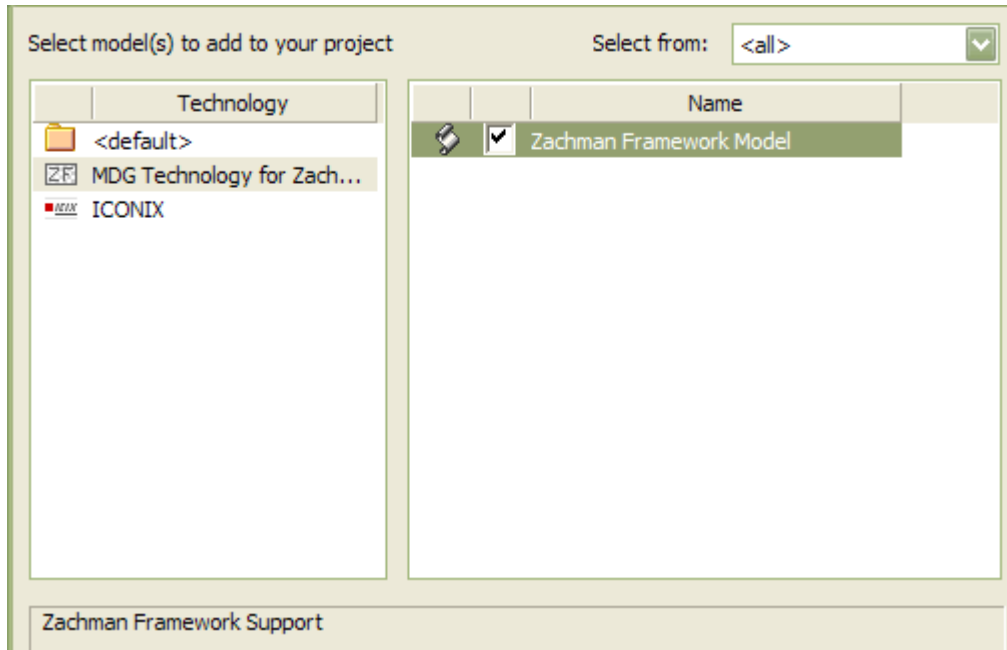 Select model(s) to add to your project
Select from: <all>
Technology
<default>
ZF MDG Technology for Zach...
ICONIX
Name
Zachman Framework Model
Zachman Framework Support